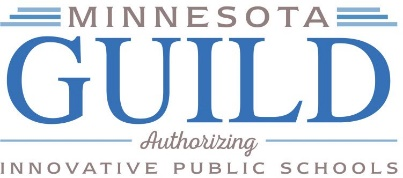 MINNESOTA
GUILD
Authorizing
INNOVATIVE PUBLIC SCHOOLS